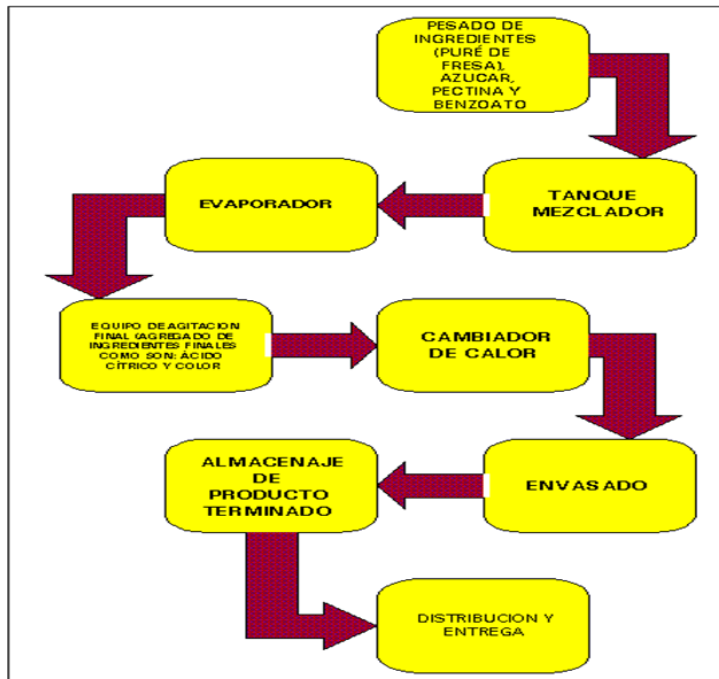 PESADO DE
INGREDIENTES
(PURÉ DE
FRESA),
AZUCAR,
PECTINA Y
BENZOATO
TANQUE
MEZCLADOR
EVAPORADOR
EQUIPO DE AGITACION
FINAL (AGREGADO DE
INGREDIENTES FINALES
COMO SON: ÁCIDO
CÍTRICO Y COLOR
CAMBIADOR
DE CALOR
ENVASADO
ALMACENAJE
DE
PRODUCTO
TERMINADO
DISTRIBUCION Y
ENTREGA